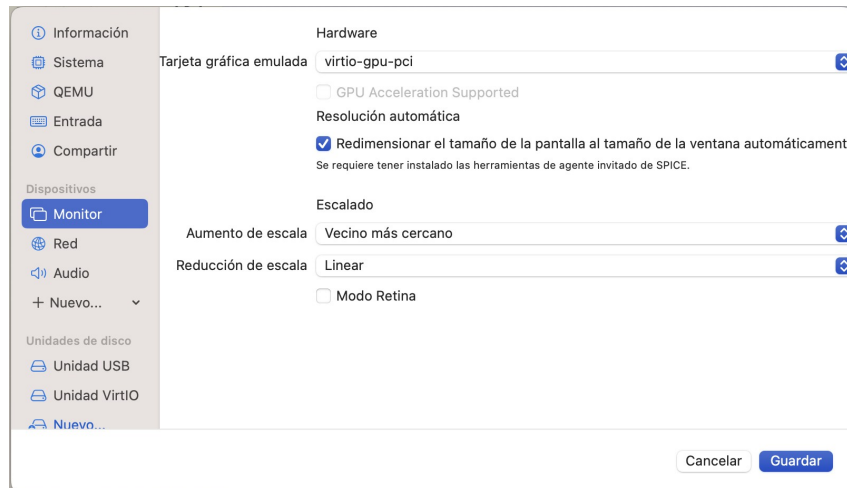 Información
Sistema
QEMU
Entrada
Compartir
Dispositivos
Monitor
Red
Audio
Nuevo...
Unidades de disco
Unidad USB
Unidad VirtIO
Nuevo...
Hardware
Tarjeta gráfica emulada virtio-gpu-pci
GPU Acceleration Supported
Resolución automática
Redimensionar el tamaño de la pantalla al tamaño de la ventana automáticament
Se requiere tener instalado las herramientas de agente invitado de SPICE.
Escalado
Aumento de escala Vecino más cercano
Reducción de escala Linear
Modo Retina
Cancelar Guardar